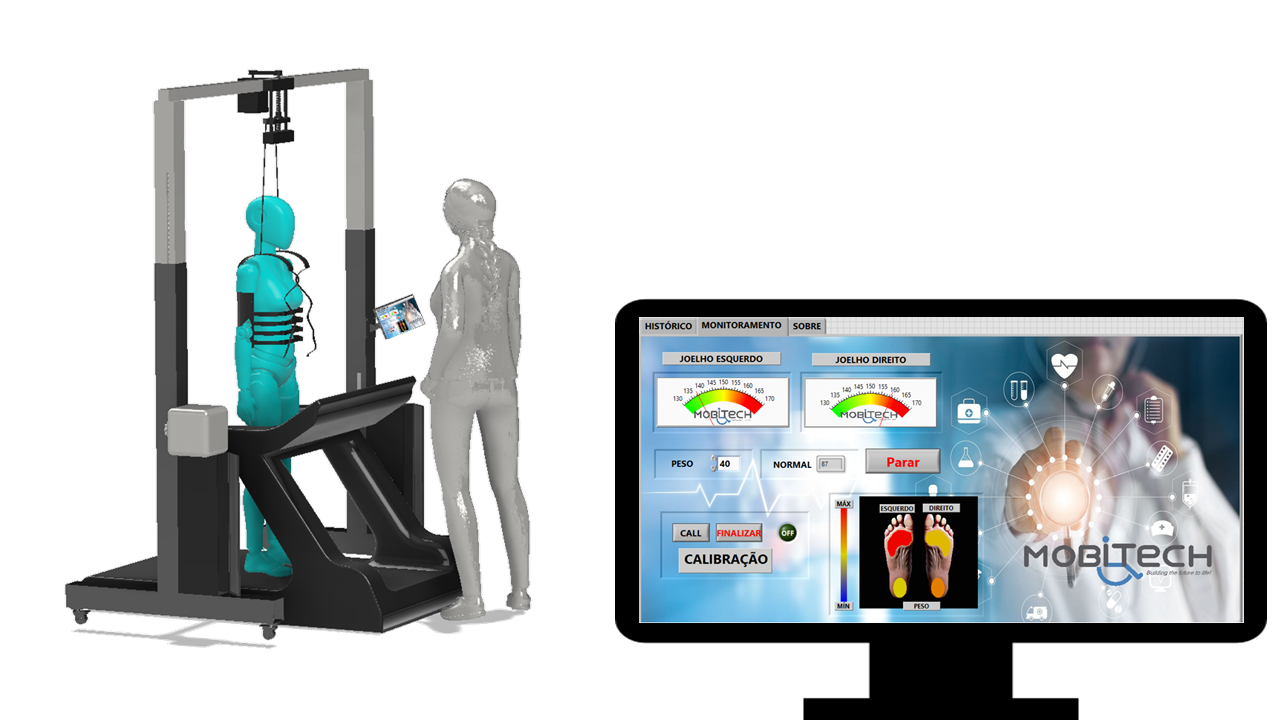 HISTÓRICO
MONITORAMENTO
SOBRE
JOELHO ESQUERDO
JOELHO DIREITO
130 135 140 145 150 155 160 165 170
MOBITECH
130 135 140 145 150 155 160 165 170
MOBITECH
PESO 40
NORMAL 87
Parar
CALL
FINALIZAR
OFF
CALIBRAÇÃO
MÁX
MÍN
ESQUERDO
DIREITO
PESO
MOBITECH
Building the future to life!